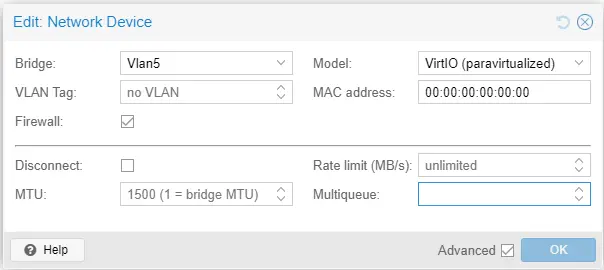 Edit: Network Device
Bridge: Vlan5 Model: VirtIO (paravirtualized)
VLAN Tag: no VLAN MAC address: 00:00:00:00:00:00
Firewall:
Disconnect: Rate limit (MB/s): unlimited
MTU: 1500 (1 = bridge MTU) Multiqueue:
? Help Advanced OK